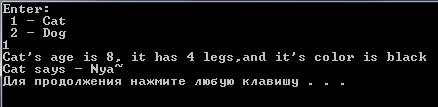 Enter:
1 - Cat
2 - Dog
1
Cat's age is 8, it has 4 legs,and it's color is black
Cat says - Nya~
Для продолжения нажмите любую клавишу . . .